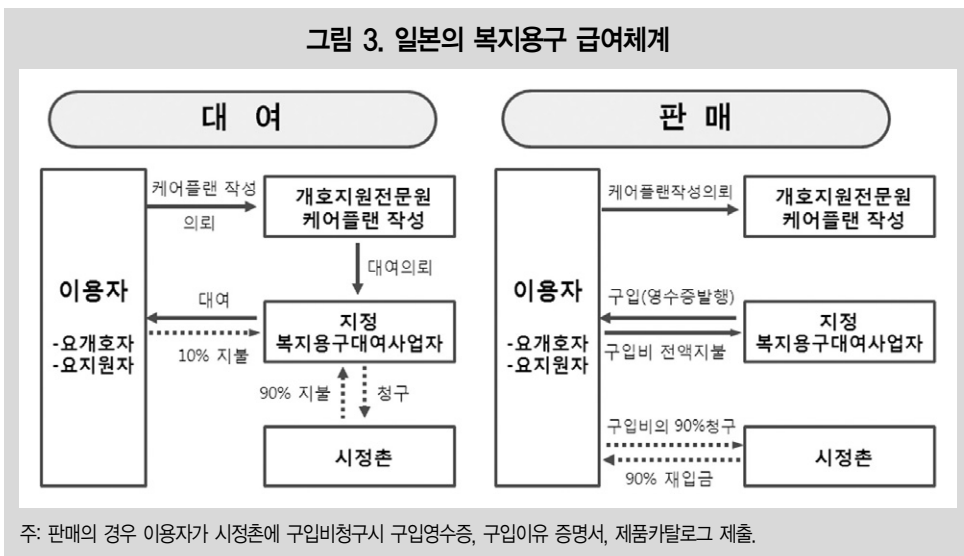 그림 3. 일본의 복지용구 급여체계
대 여
케어플랜 작성
의뢰
개호지원전문원
케어플랜 작성
대여의뢰
이용자
-요개호자
-요지원자
대여
10% 지불
지정
복지용구대여사업자
90% 지불
청구
시정촌
판 매
케어플랜작성의뢰
개호지원전문원
케어플랜 작성
이용자
-요개호자
-요지원자
구입(영수증발행)
구입비 전액지불
지정
복지용구대여사업자
구입비의 90%청구
90% 재입금
시정촌
주: 판매의 경우 이용자가 시정촌에 구입비청구시 구입영수증, 구입이유 증명서, 제품카탈로그 제출.